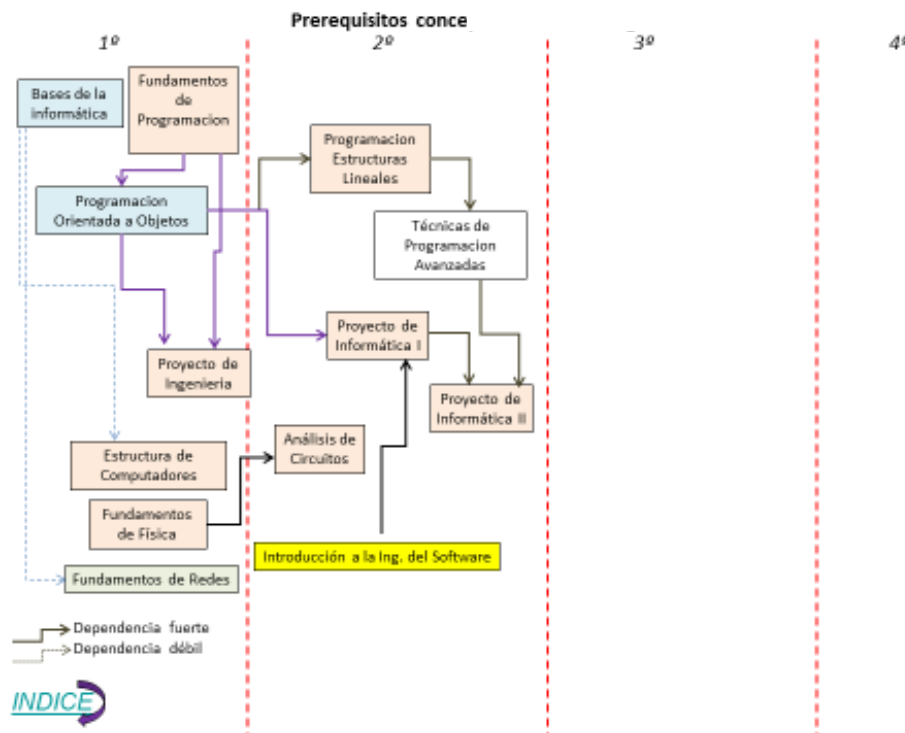 Prerequisitos conce
1º
2º
3º
4º
Bases de la
informática
Fundamentos
de
Programacion
Programacion
Estructuras
Lineales
Programacion
Orientada a Objetos
Técnicas de
Programacion
Avanzadas
Proyecto de
Informática I
Proyecto de
Ingenieria
Proyecto de
Informática II
Análisis de
Circuitos
Estructura de
Computadores
Fundamentos
de Física
Introducción a la Ing. del Software
Fundamentos de Redes
Dependencia fuerte
Dependencia débil
INDICE